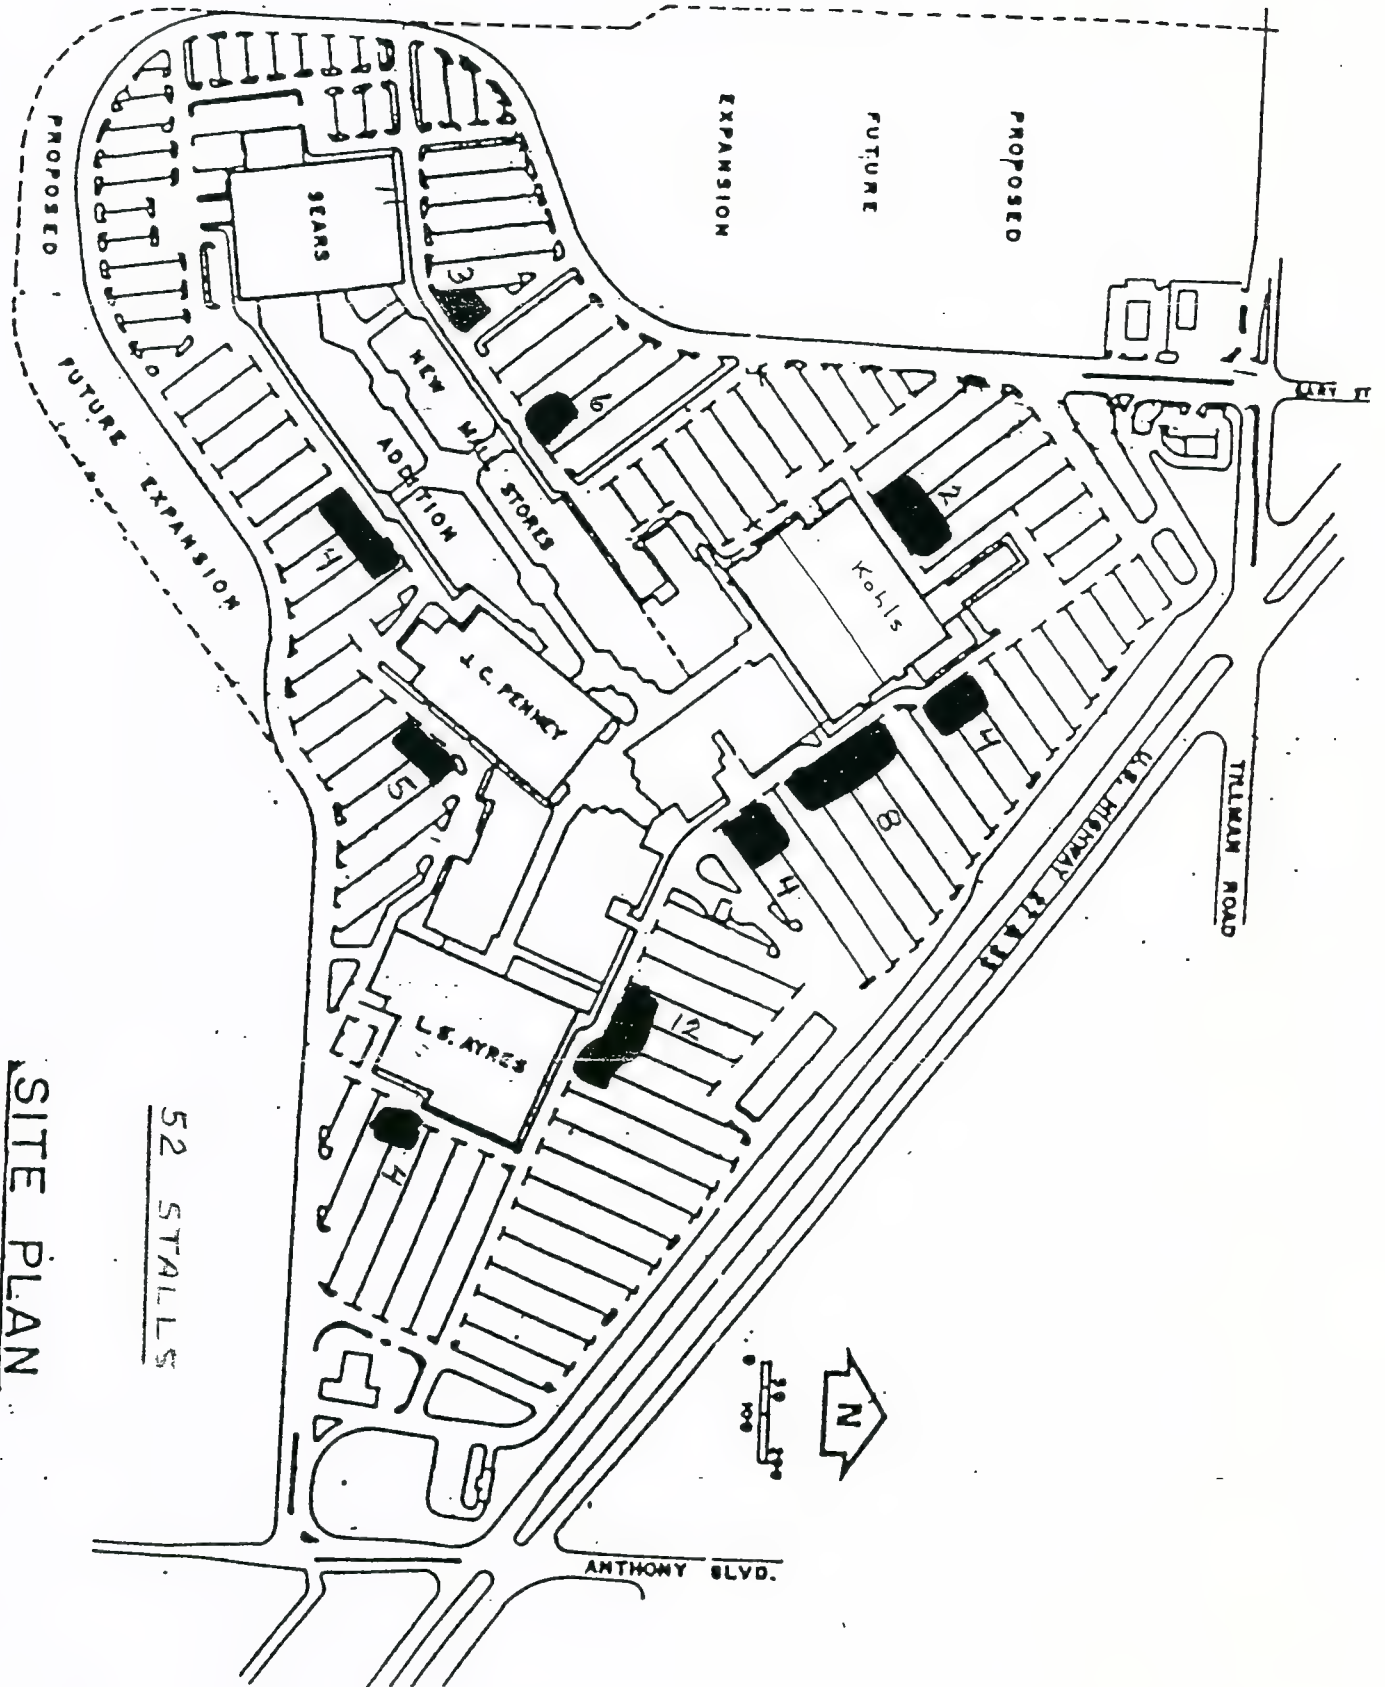 PROPOSED
FUTURE
EXPANSION
PROPOSED
FUTURE EXPANSION
SEARS
NEW MALL STORES
ADDITION
3
6
2
4
Kohls
J. C. PENNEY
5
4
8
4
12
L. S. AYRES
4
TILLMAN ROAD
U.S. HIGHWAY
ANTHONY BLVD.
N
52 STALLS
SITE PLAN